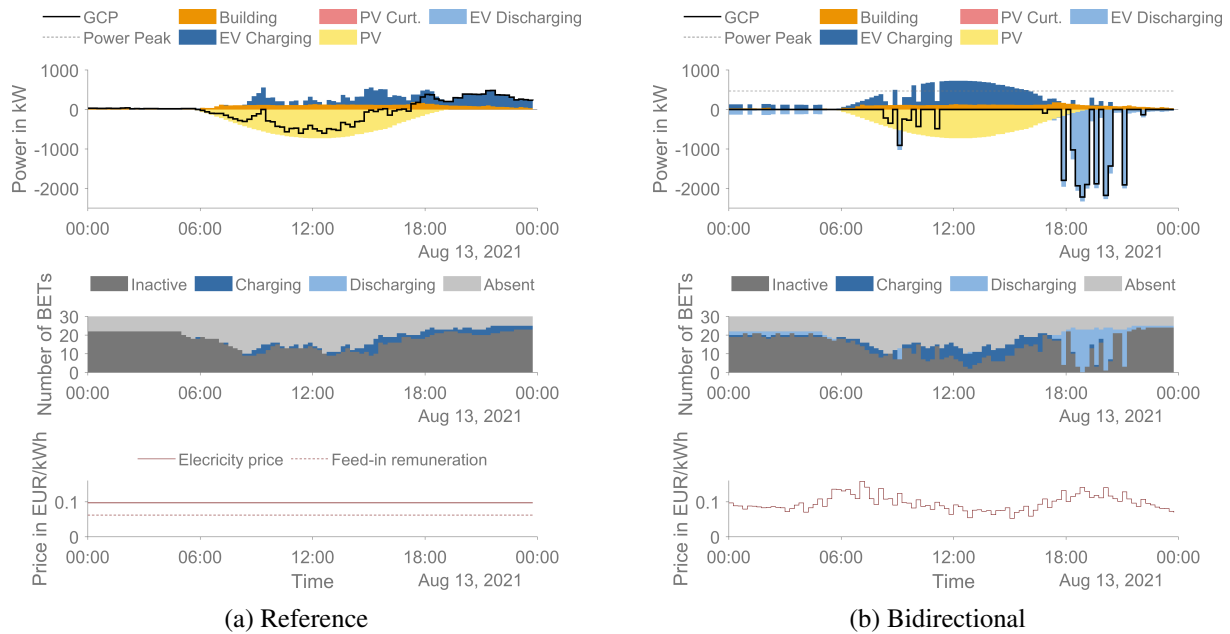 GCP Building PV Curt. EV Discharging
Power Peak EV Charging PV
Power in kW
1000
0
-1000
-2000
00:00 06:00 12:00 18:00 00:00
Aug 13, 2021
Inactive Charging Discharging Absent
Number of BETs
30
20
10
0
00:00 06:00 12:00 18:00 00:00
Aug 13, 2021
Price in EUR/kWh
Elecricity price Feed-in remuneration
0.1
0
00:00 06:00 12:00 18:00 00:00
Time Aug 13, 2021
(a) Reference
GCP Building PV Curt. EV Discharging
Power Peak EV Charging PV
Power in kW
1000
0
-1000
-2000
00:00 06:00 12:00 18:00 00:00
Aug 13, 2021
Inactive Charging Discharging Absent
Number of BETs
30
20
10
0
00:00 06:00 12:00 18:00 00:00
Aug 13, 2021
Price in EUR/kWh
0.1
0
00:00 06:00 12:00 18:00 00:00
Time Aug 13, 2021
(b) Bidirectional